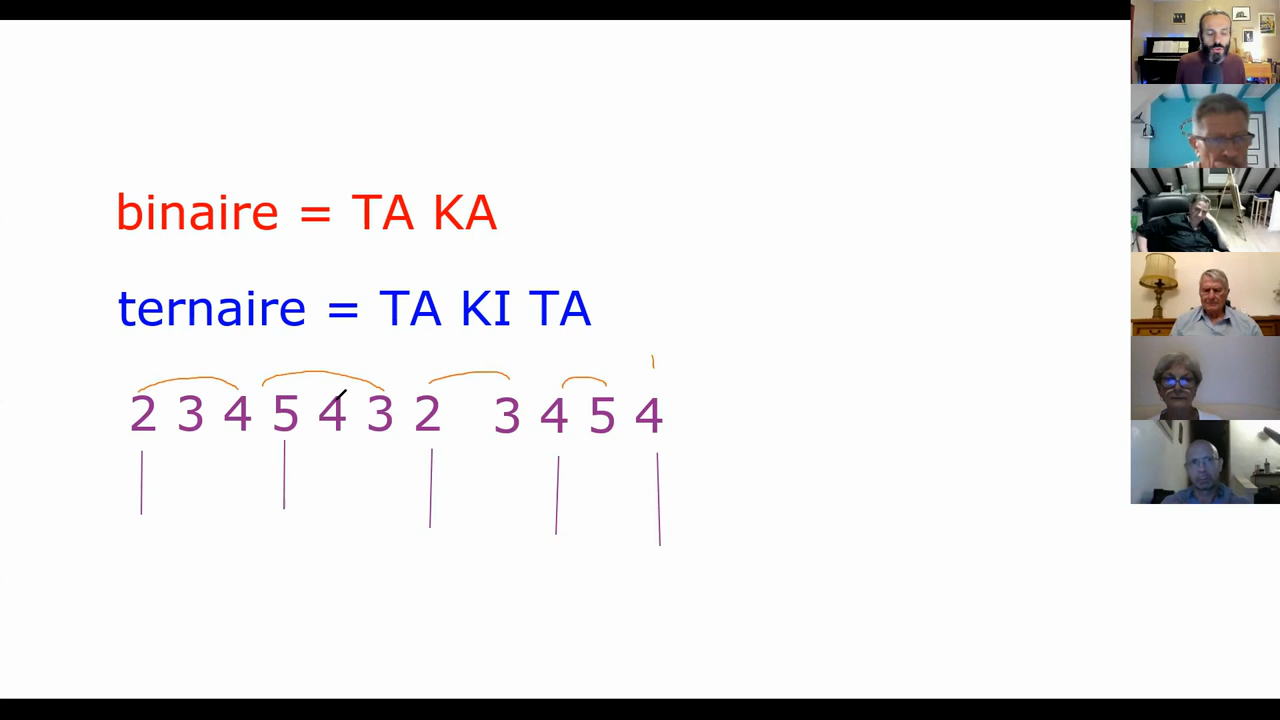 binaire = TA KA
ternaire = TA KI TA
2 3 4 5 4 3 2 3 4 5 4